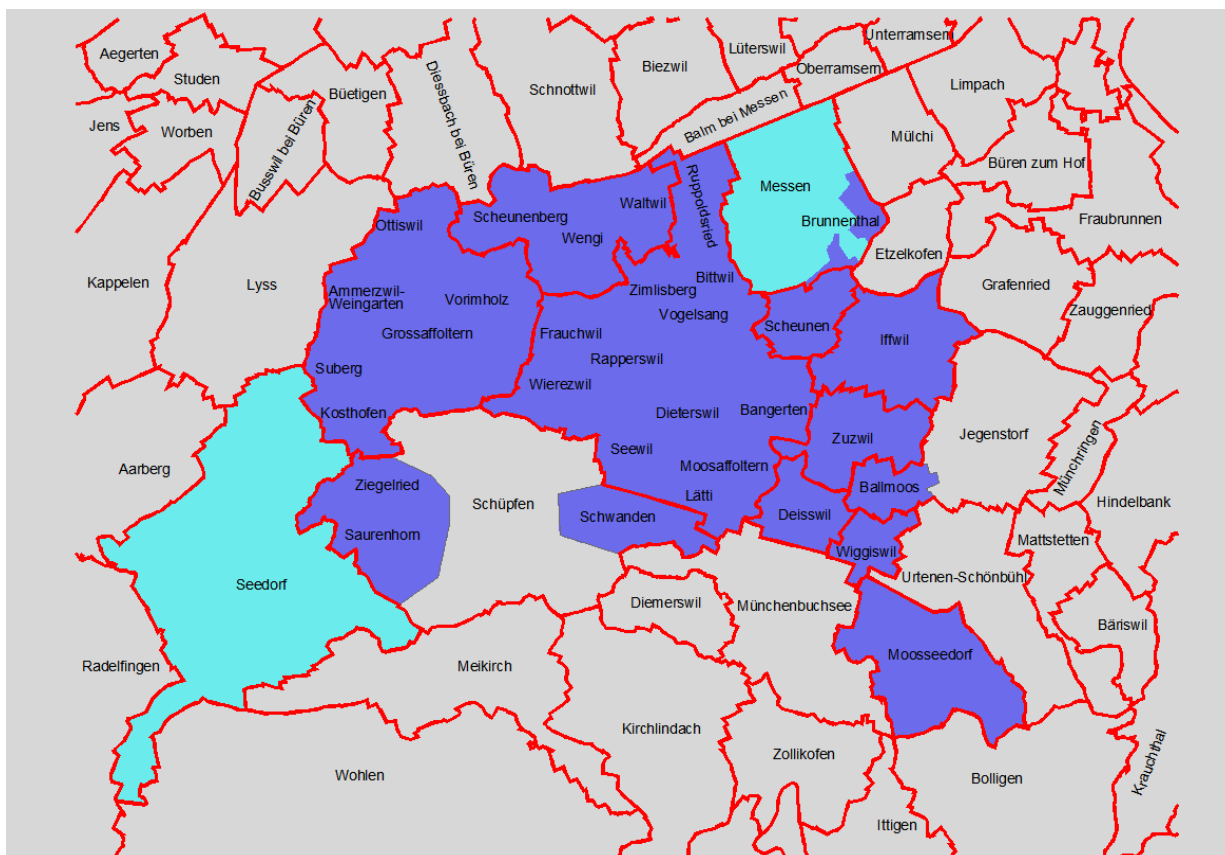 Aegerten
Studen
Büetigen
Diessbach bei Büren
Schnottwil
Biezwil
Lüterswil
Unterramsern
Oberramsern
Limpach
Jens
Worben
Busswil bei Büren
Balm bei Messen
Mülchi
Büren zum Hof
Messen
Ruppoldsried
Waltwil
Scheunenberg
Wengi
Ottiswil
Brunnenthal
Fraubrunnen
Etzelkofen
Kappelen
Lyss
Ammerzwil-
Weingarten
Vorimholz
Zimlisberg
Bittwil
Vogelsang
Grafenried
Zauggenried
Grossaffoltern
Frauchwil
Scheunen
Iffwil
Rapperswil
Suberg
Wierezwil
Kosthofen
Dieterswil
Bangerten
Zuzwil
Jegenstorf
Münchringen
Aarberg
Seewil
Moosaffoltern
Ziegelried
Schüpfen
Lätti
Ballmoos
Hindelbank
Schwanden
Deisswil
Saurenhorn
Wiggiswil
Mattstetten
Seedorf
Urtenen-Schönbühl
Diemerswil
Münchenbuchsee
Bäriswil
Radelfingen
Meikirch
Moosseedorf
Kirchlindach
Zollikofen
Krauchthal
Wohlen
Bolligen
Ittigen